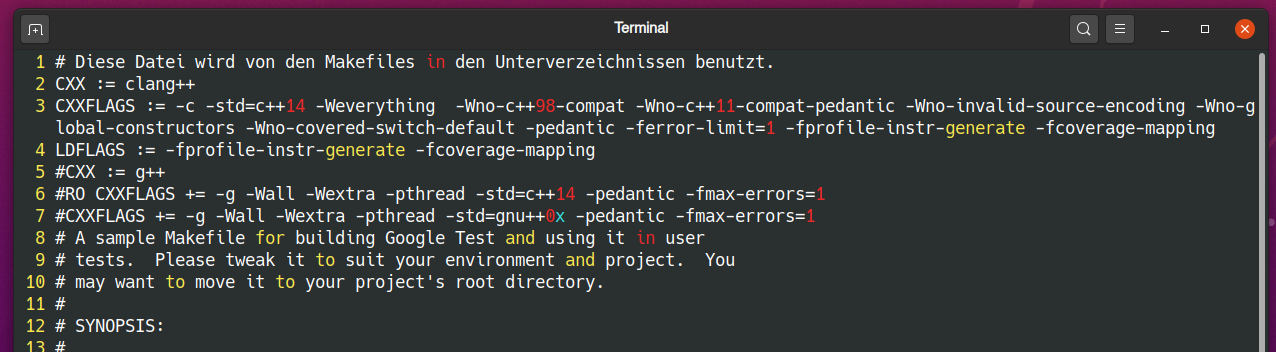 Terminal
1 # Diese Datei wird von den Makefiles in den Unterverzeichnissen benutzt.
2 CXX := clang++
3 CXXFLAGS := -c -std=c++14 -Weverything  -Wno-c++98-compat -Wno-c++11-compat-pedantic -Wno-invalid-source-encoding -Wno-g
lobal-constructors -Wno-covered-switch-default -pedantic -ferror-limit=1 -fprofile-instr-generate -fcoverage-mapping
4 LDFLAGS := -fprofile-instr-generate -fcoverage-mapping
5 #CXX := g++
6 #RO CXXFLAGS += -g -Wall -Wextra -pthread -std=c++14 -pedantic -fmax-errors=1
7 #CXXFLAGS += -g -Wall -Wextra -pthread -std=gnu++0x -pedantic -fmax-errors=1
8 # A sample Makefile for building Google Test and using it in user
9 # tests.  Please tweak it to suit your environment and project.  You
10 # may want to move it to your project's root directory.
11 #
12 # SYNOPSIS:
13 #